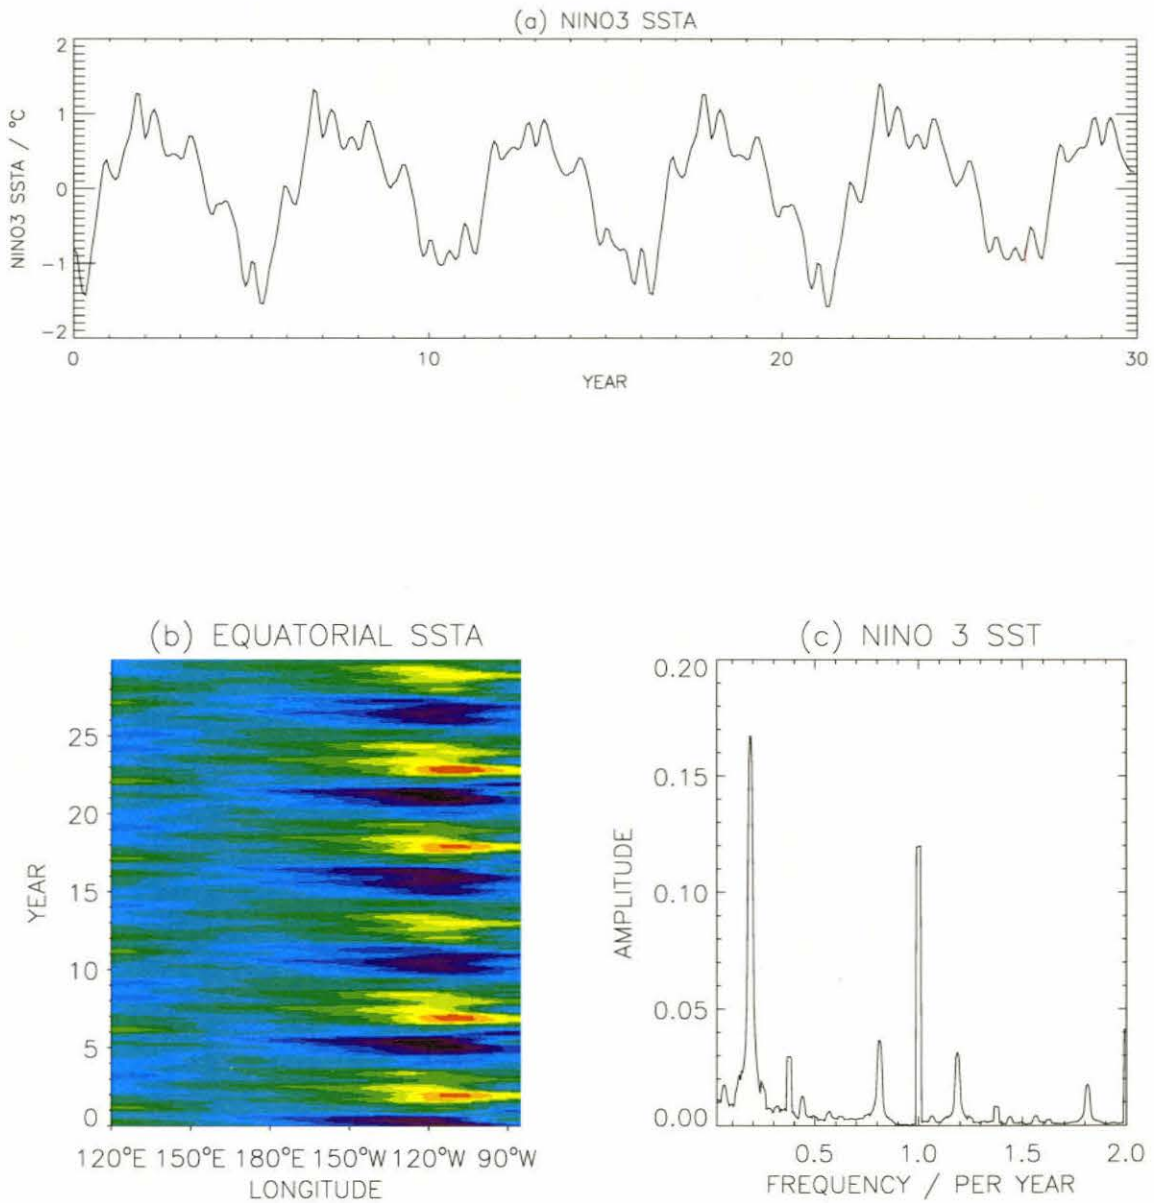 (a) NINO3 SSTA
2
1
0
-1
-2
NINO3 SSTA / °C
0 10 20 30
YEAR
(b) EQUATORIAL SSTA
25
20
15
10
5
0
YEAR
120°E 150°E 180°E 150°W 120°W 90°W
LONGITUDE
(c) NINO 3 SST
0.20
0.15
0.10
0.05
0.00
AMPLITUDE
0.5 1.0 1.5 2.0
FREQUENCY / PER YEAR